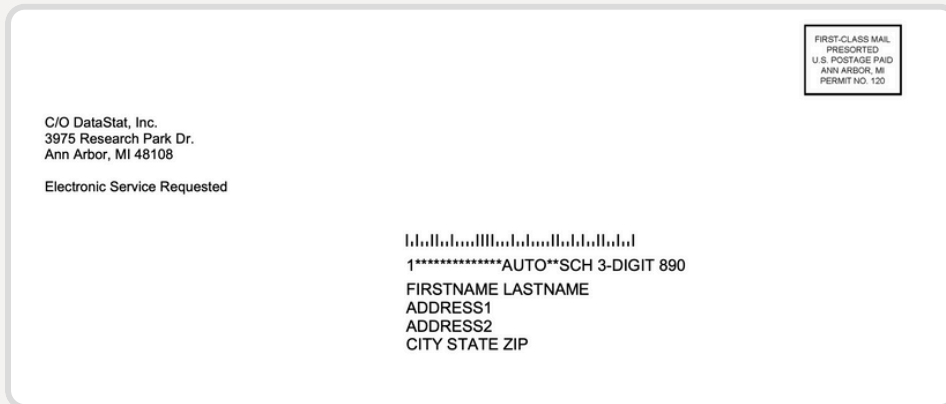 FIRST-CLASS MAIL
PRESORTED
U.S. POSTAGE PAID
ANN ARBOR, MI
PERMIT NO. 120
C/O DataStat, Inc.
3975 Research Park Dr.
Ann Arbor, MI 48108
Electronic Service Requested
1**************AUTO**SCH 3-DIGIT 890
FIRSTNAME LASTNAME
ADDRESS1
ADDRESS2
CITY STATE ZIP